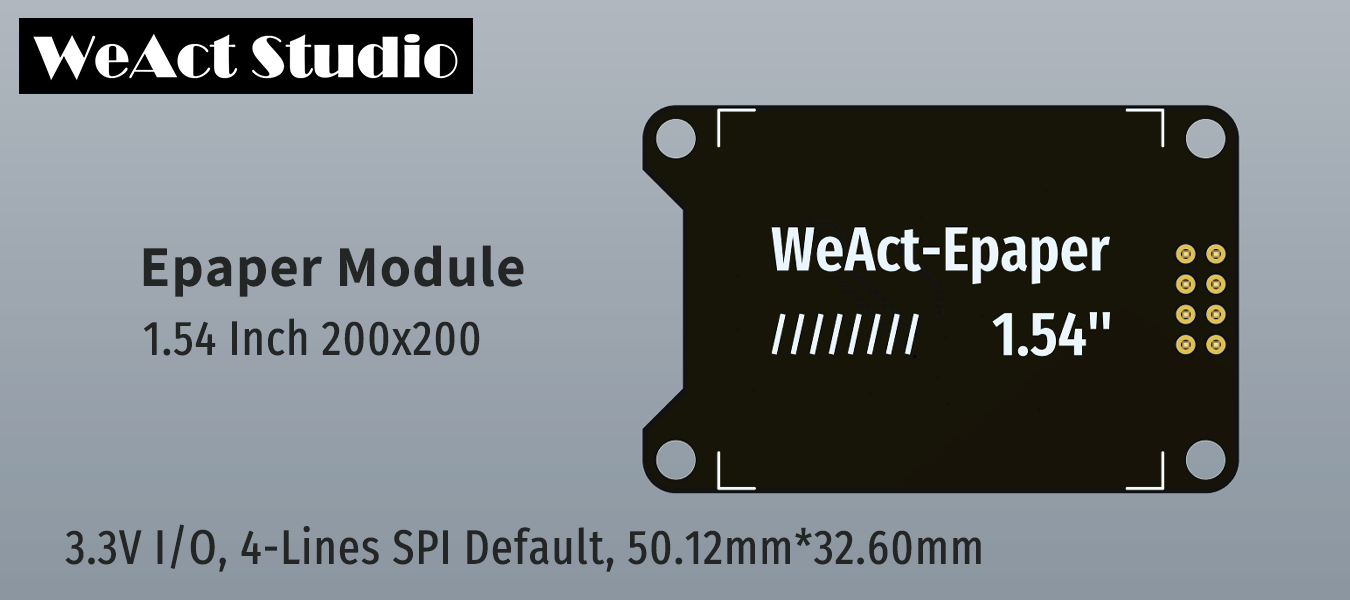 WeAct Studio
Epaper Module
1.54 Inch 200x200
WeAct-Epaper
//////// 1.54"
3.3V I/O, 4-Lines SPI Default, 50.12mm*32.60mm